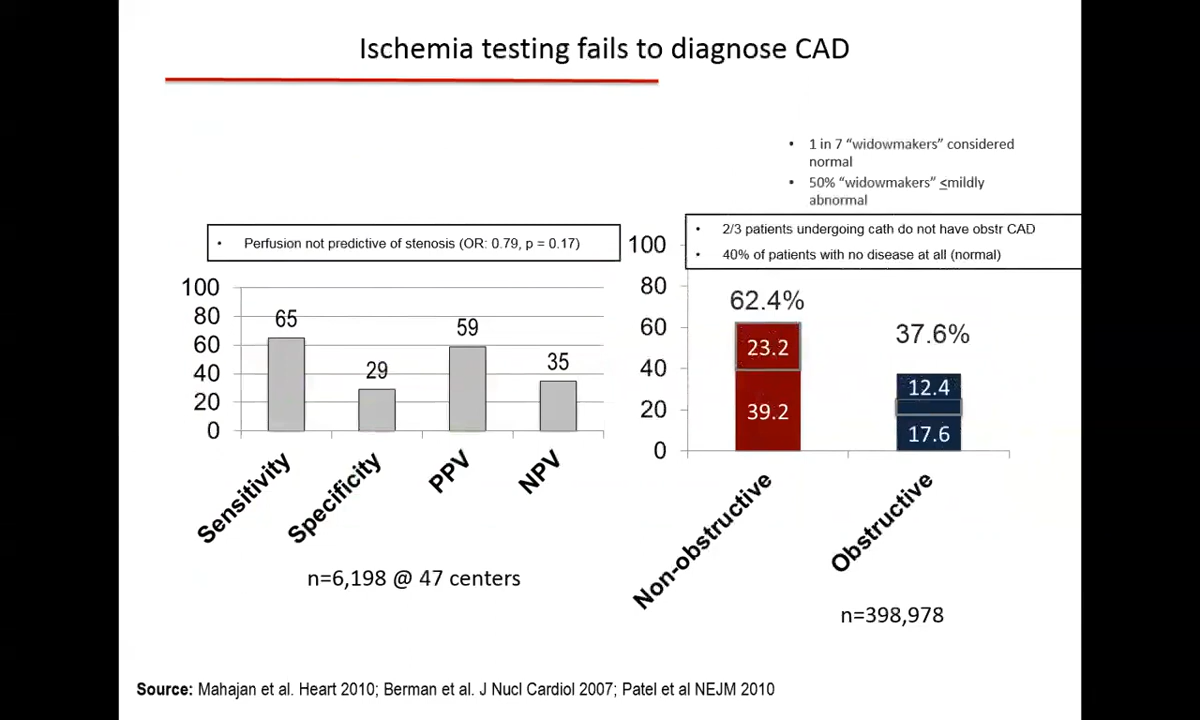 Ischemia testing fails to diagnose CAD
• 1 in 7 “widowmakers” considered
normal
• 50% “widowmakers” <mildly
abnormal
• Perfusion not predictive of stenosis (OR: 0.79, p = 0.17)
100
80
60
40
20
0
65
29
59
35
Sensitivity
Specificity
PPV
NPV
n=6,198 @ 47 centers
• 2/3 patients undergoing cath do not have obstr CAD
• 40% of patients with no disease at all (normal)
100
80
60
40
20
0
62.4%
23.2
39.2
37.6%
12.4
17.6
Non-obstructive
Obstructive
n=398,978
Source: Mahajan et al. Heart 2010; Berman et al. J Nucl Cardiol 2007; Patel et al NEJM 2010